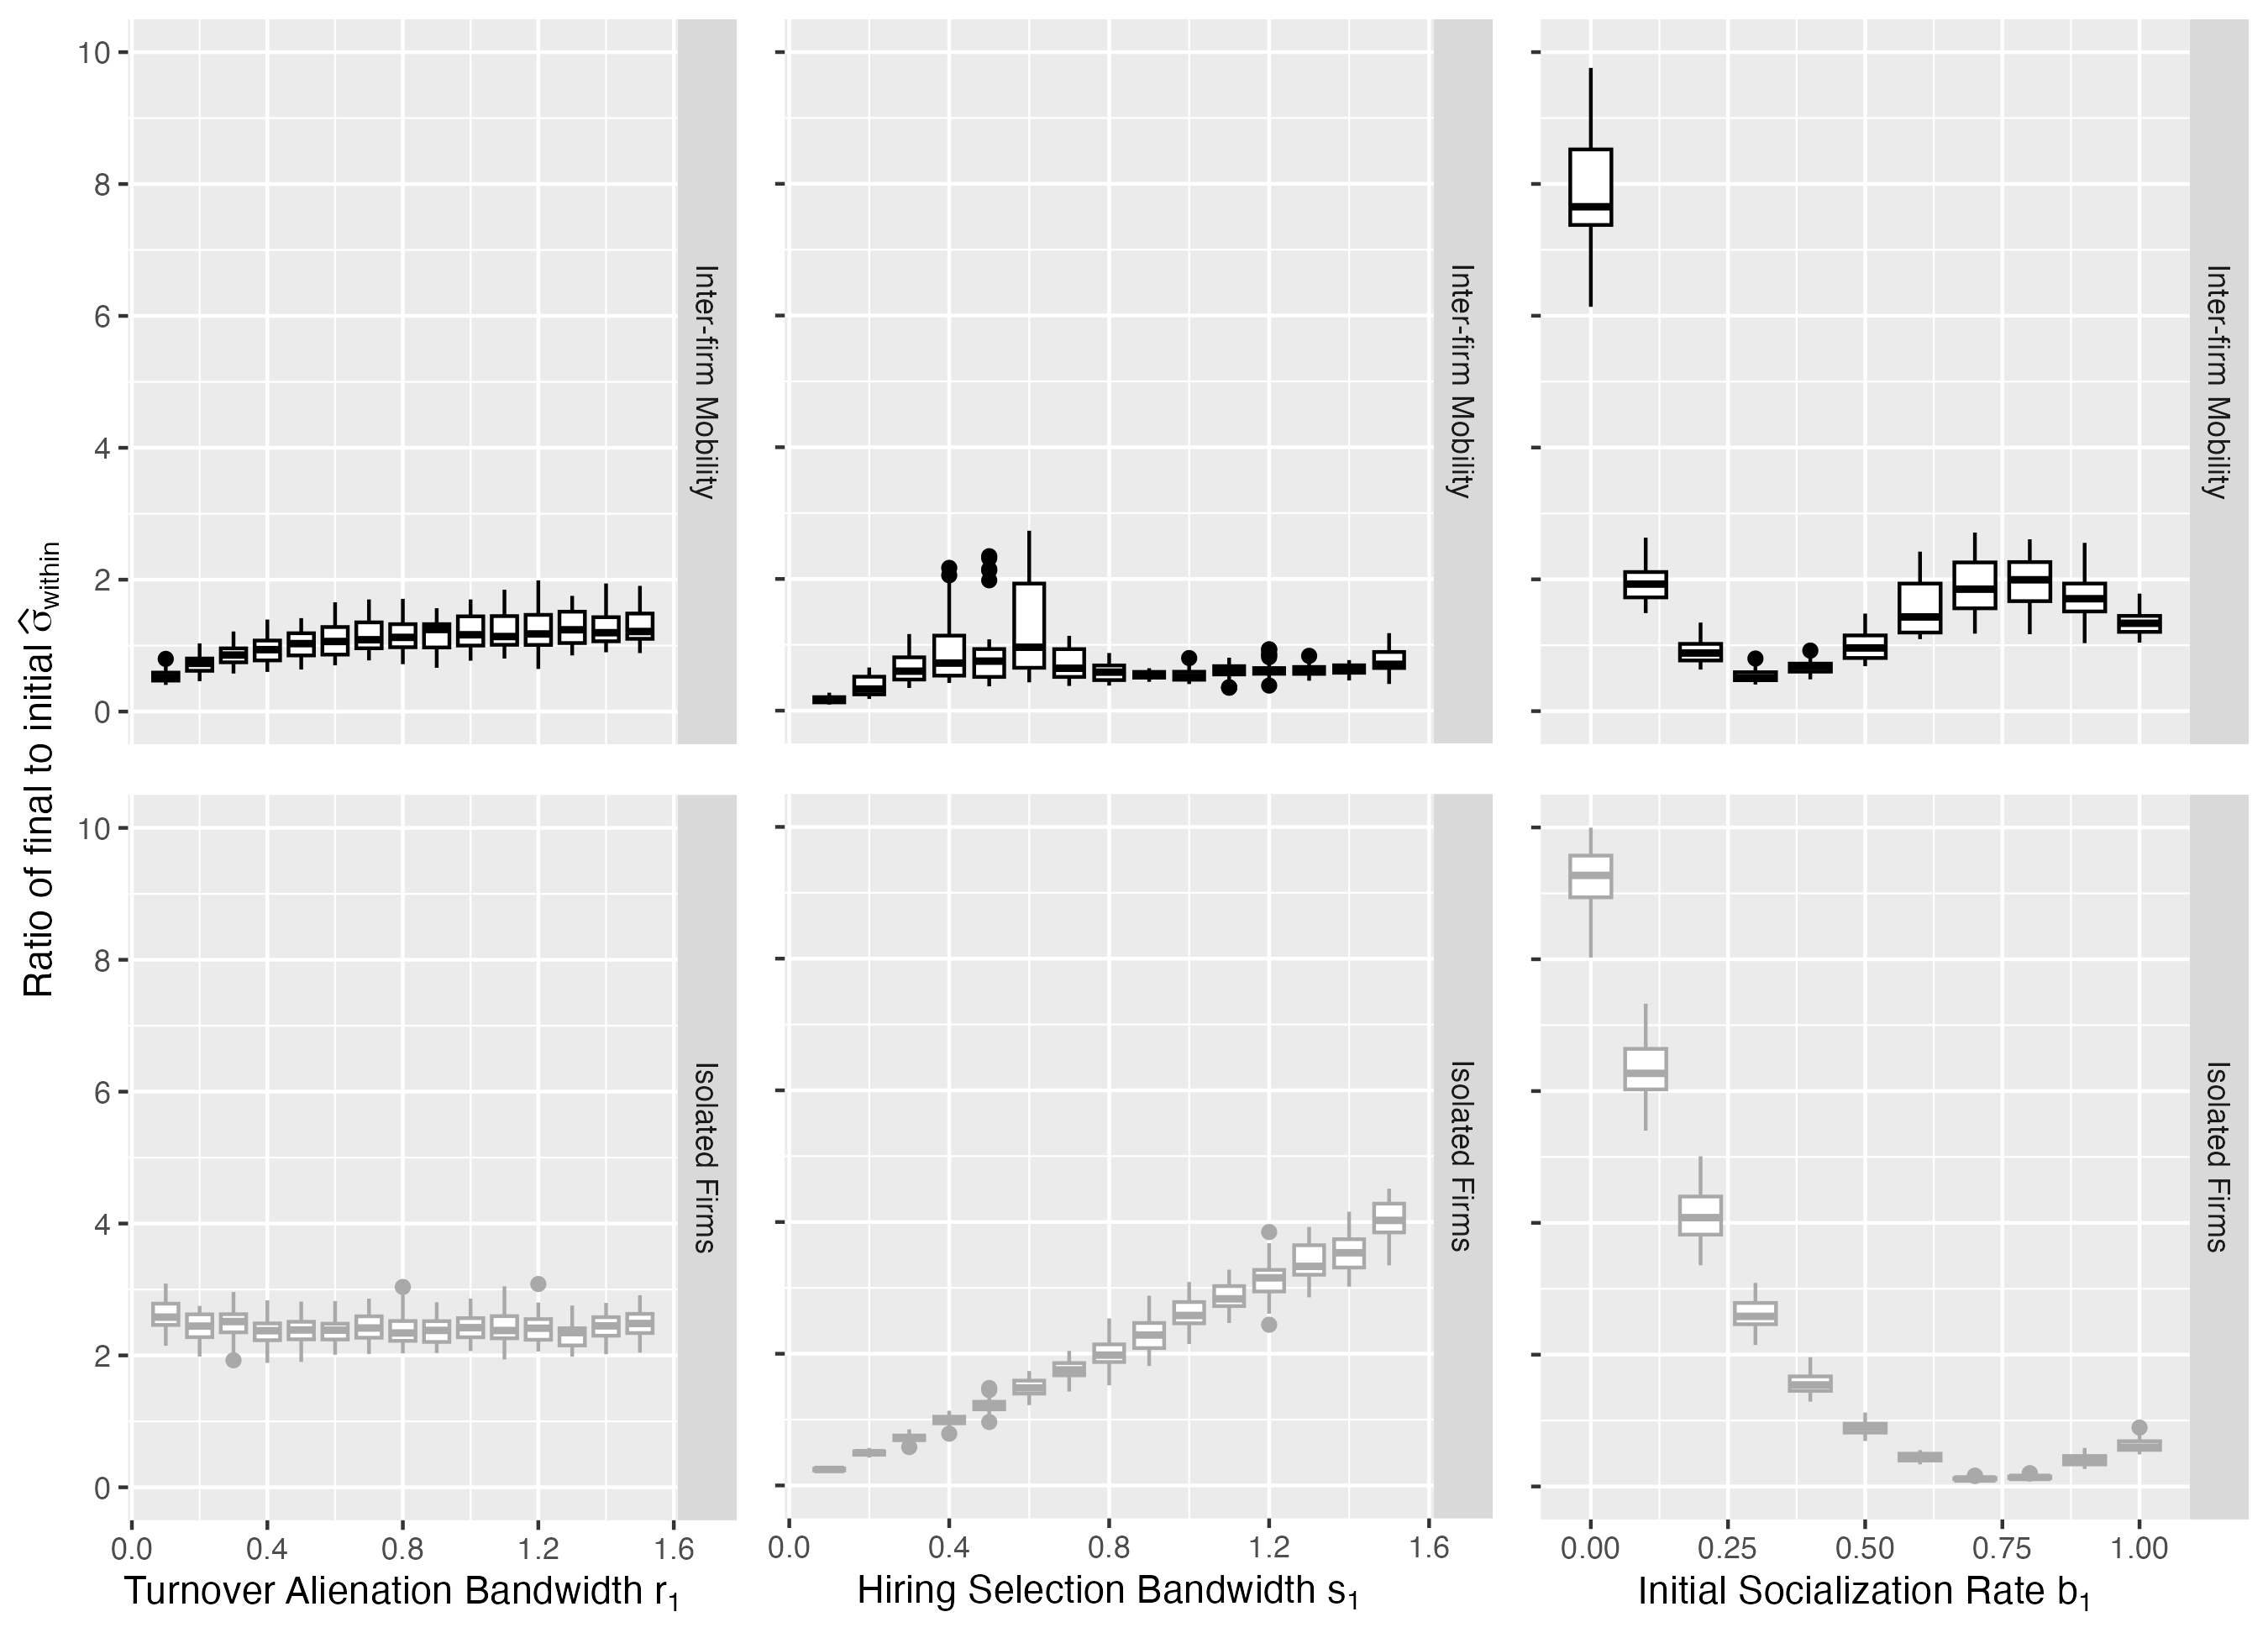 Ratio of final to initial σ̂within
10
8
6
4
2
0
Inter-firm Mobility
Inter-firm Mobility
Inter-firm Mobility
10
8
6
4
2
0
Isolated Firms
Isolated Firms
Isolated Firms
0.0 0.4 0.8 1.2 1.6
0.0 0.4 0.8 1.2 1.6
0.00 0.25 0.50 0.75 1.00
Turnover Alienation Bandwidth r1
Hiring Selection Bandwidth s1
Initial Socialization Rate b1